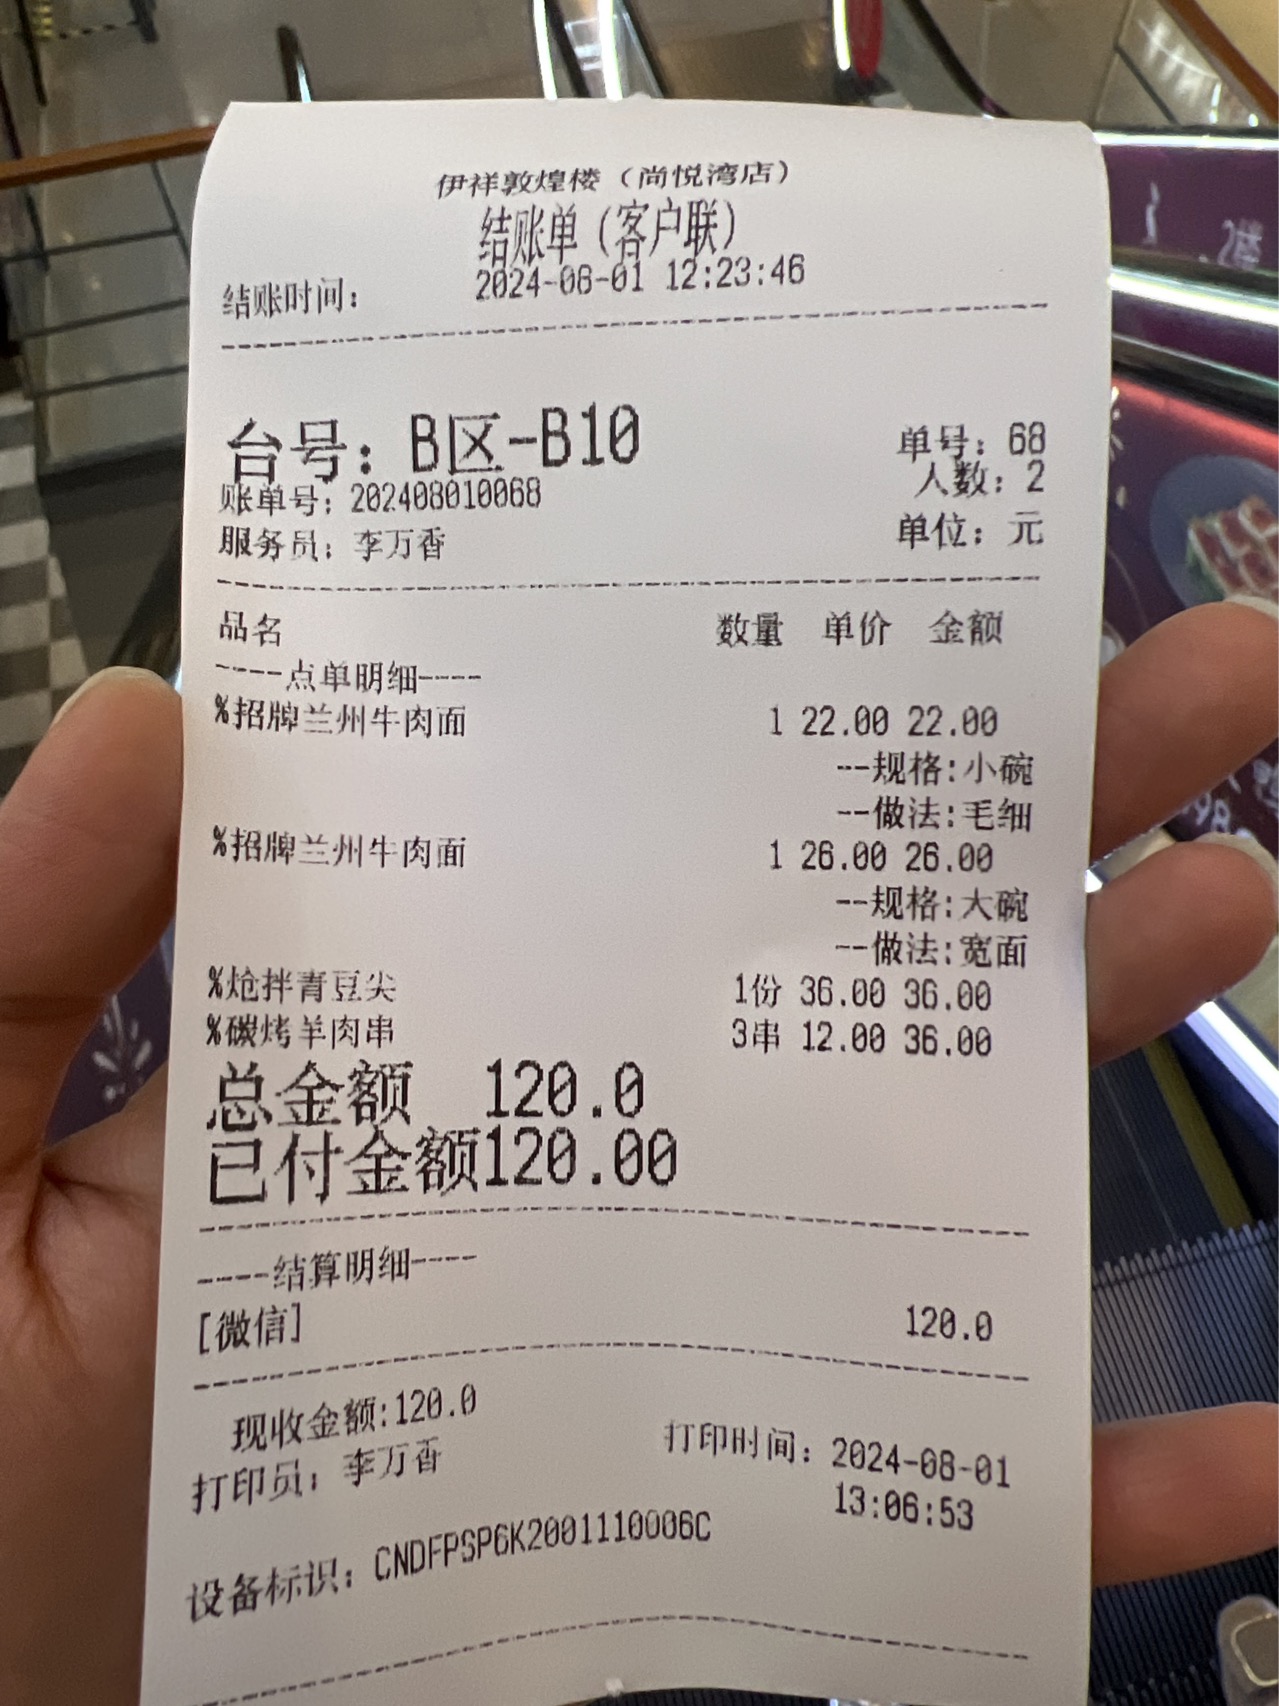 伊祥敦煌楼（尚悦湾店）
结账单（客户联）
结账时间： 2024-08-01 12:23:46
台号：B区-B10 单号：68
账单号：202408010068 人数：2
服务员：李万香 单位：元
品名 数量 单价 金额
----点单明细----
%招牌兰州牛肉面 1 22.00 22.00
--规格:小碗
--做法:毛细
%招牌兰州牛肉面 1 26.00 26.00
--规格:大碗
--做法:宽面
%炝拌青豆尖 1份 36.00 36.00
%碳烤羊肉串 3串 12.00 36.00
总金额 120.0
已付金额120.00
----结算明细----
[微信] 120.0
现收金额:120.0
打印员：李万香 打印时间：2024-08-01
13:06:53
设备标识：CNDFPSP6K2001110006C
2楼